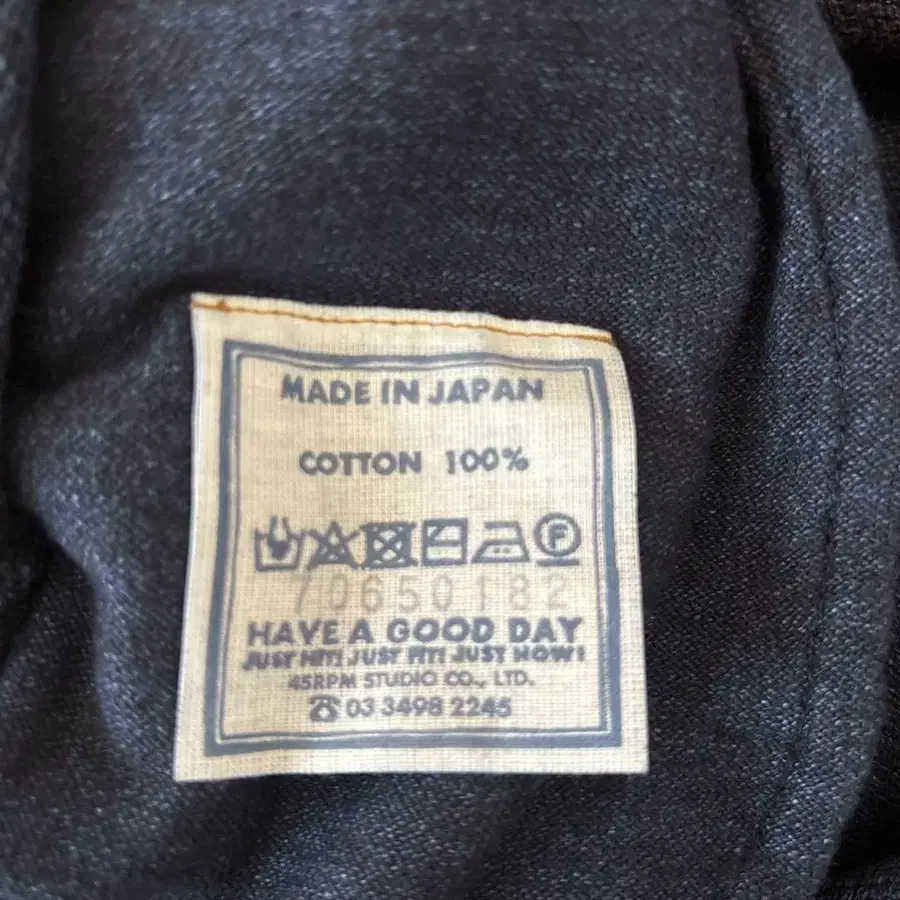 MADE IN JAPAN
COTTON 100%
F
70650182
HAVE A GOOD DAY
JUST HIT! JUST FIT! JUST NOW!
45RPM STUDIO CO., LTD.
☎ 03 3498 2245